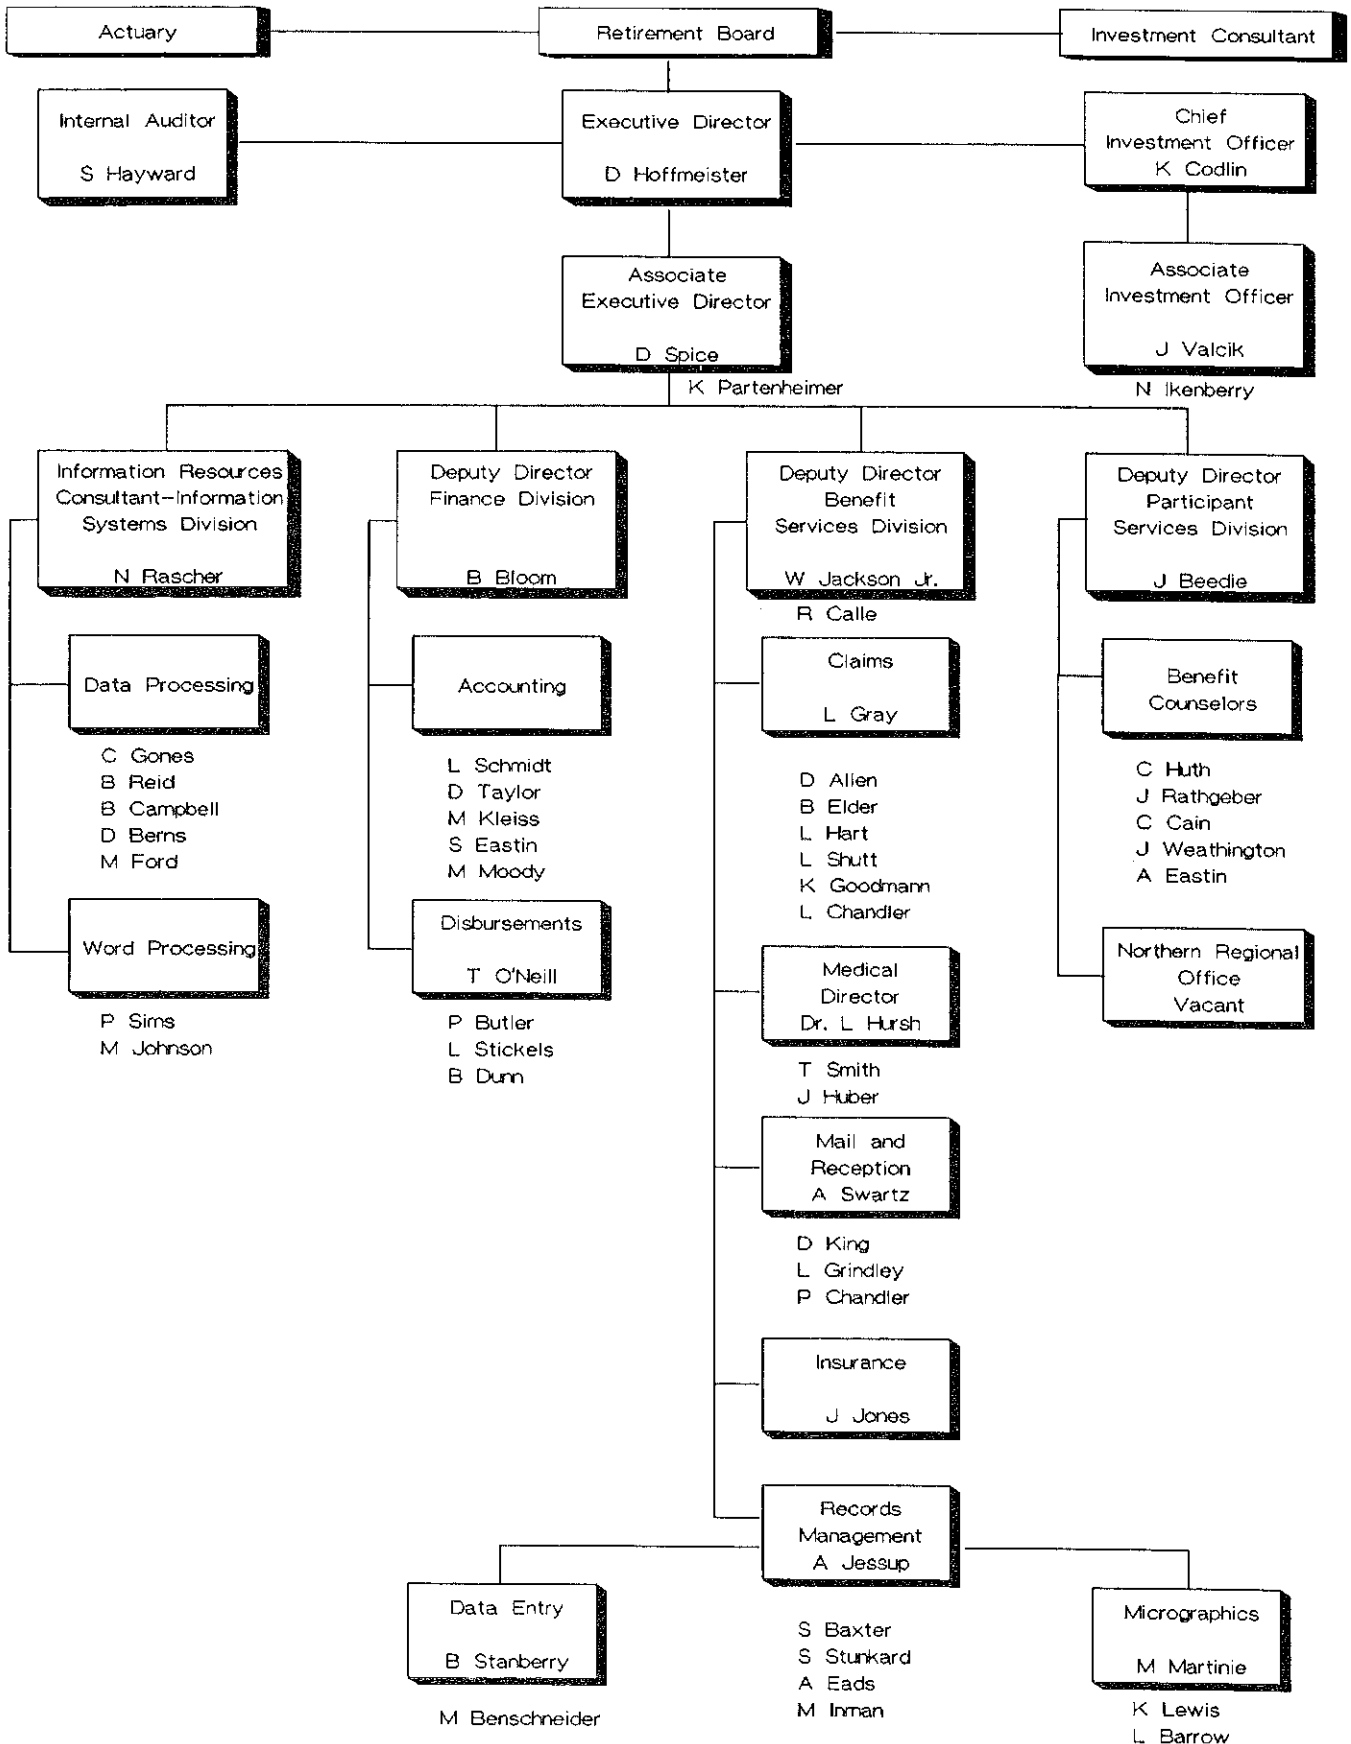 Actuary
Retirement Board
Investment Consultant
Internal Auditor
S Hayward
Executive Director
D Hoffmeister
Chief
Investment Officer
K Codlin
Associate
Executive Director
D Spice
K Partenheimer
Associate
Investment Officer
J Valcik
N Ikenberry
Information Resources
Consultant-Information
Systems Division
N Rascher
Data Processing
C Gones
B Reid
B Campbell
D Berns
M Ford
Word Processing
P Sims
M Johnson
Deputy Director
Finance Division
B Bloom
Accounting
L Schmidt
D Taylor
M Kleiss
S Eastin
M Moody
Disbursements
T O'Neill
P Butler
L Stickels
B Dunn
Deputy Director
Benefit
Services Division
W Jackson Jr.
R Calle
Claims
L Gray
D Allen
B Elder
L Hart
L Shutt
K Goodmann
L Chandler
Medical
Director
Dr. L Hursh
T Smith
J Huber
Mail and
Reception
A Swartz
D King
L Grindley
P Chandler
Insurance
J Jones
Records
Management
A Jessup
S Baxter
S Stunkard
A Eads
M Inman
Data Entry
B Stanberry
M Benschneider
Micrographics
M Martinie
K Lewis
L Barrow
Deputy Director
Participant
Services Division
J Beedie
Benefit
Counselors
C Huth
J Rathgeber
C Cain
J Weathington
A Eastin
Northern Regional
Office
Vacant